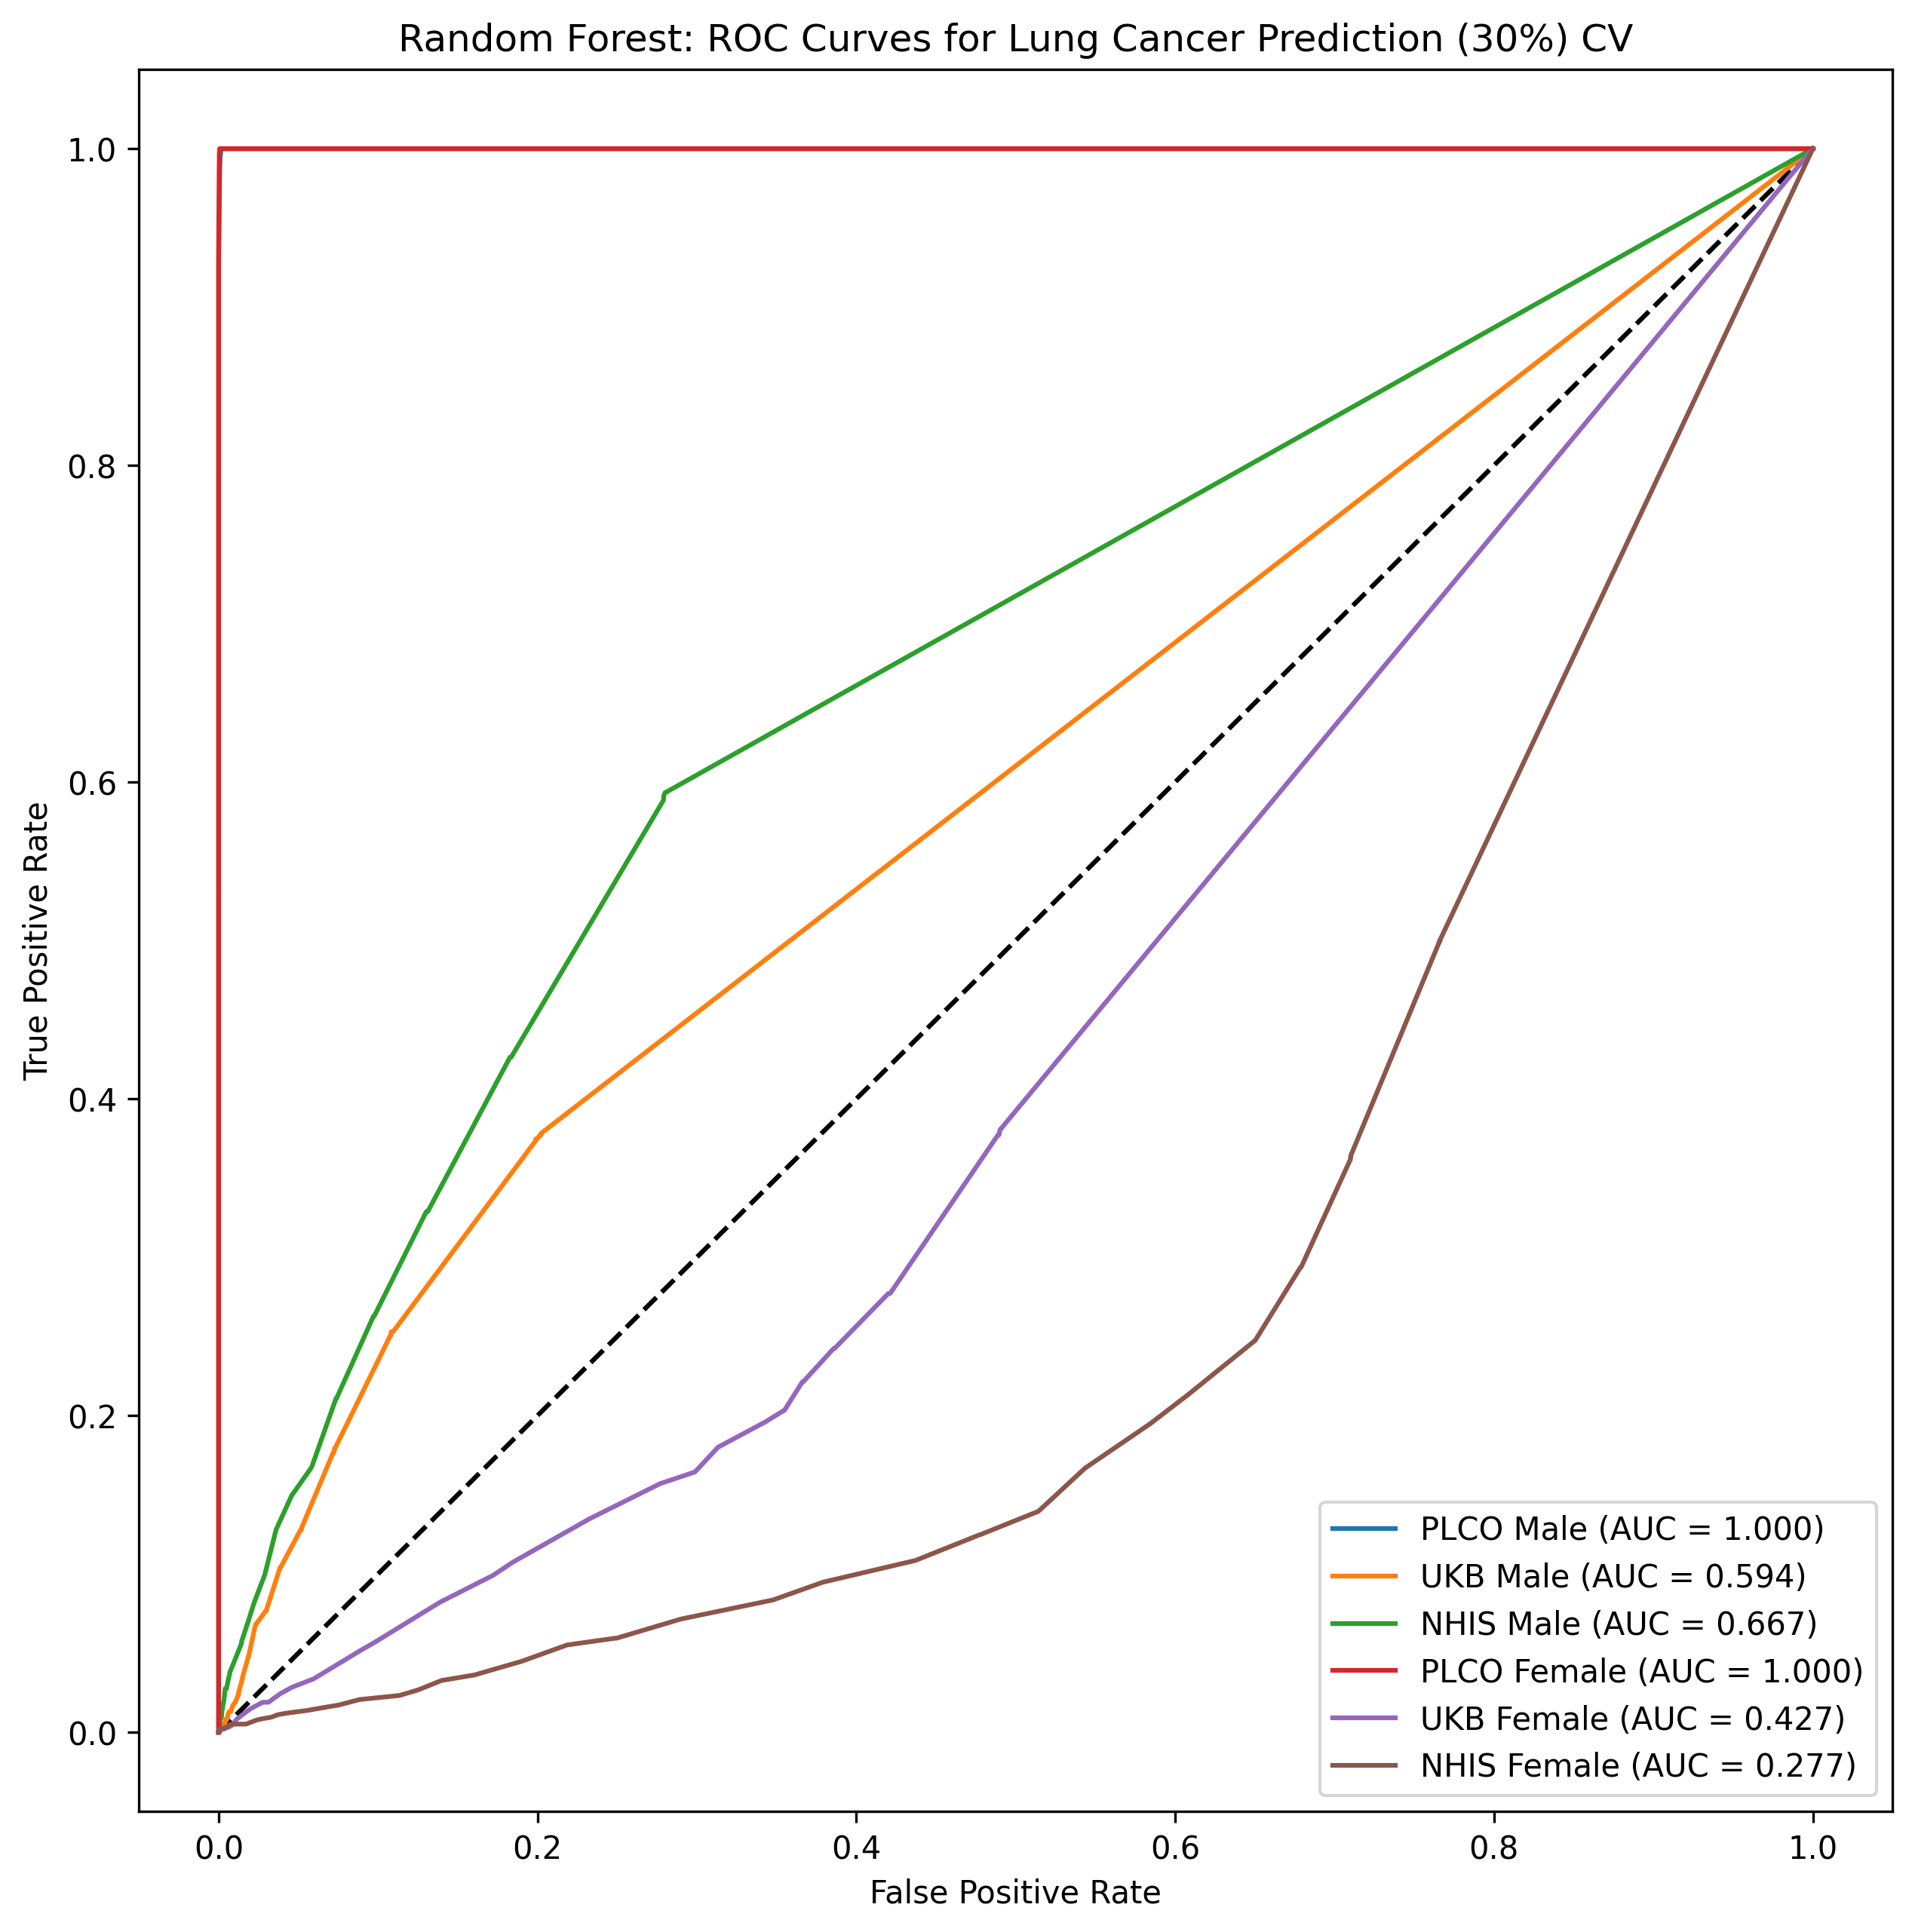 Random Forest: ROC Curves for Lung Cancer Prediction (30%) CV
1.0
0.8
0.6
0.4
0.2
0.0
True Positive Rate
0.0 0.2 0.4 0.6 0.8 1.0
False Positive Rate
PLCO Male (AUC = 1.000)
UKB Male (AUC = 0.594)
NHIS Male (AUC = 0.667)
PLCO Female (AUC = 1.000)
UKB Female (AUC = 0.427)
NHIS Female (AUC = 0.277)